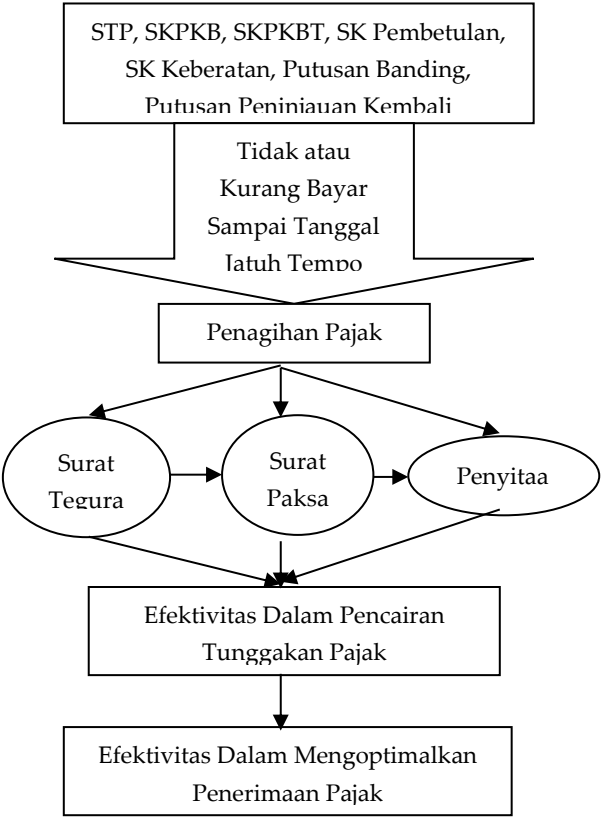 STP, SKPKB, SKPKBT, SK Pembetulan,
SK Keberatan, Putusan Banding,
Putusan Peninjauan Kembali
Tidak atau
Kurang Bayar
Sampai Tanggal
Jatuh Tempo
Penagihan Pajak
Surat
Tegura
Surat
Paksa
Penyitaa
Efektivitas Dalam Pencairan
Tunggakan Pajak
Efektivitas Dalam Mengoptimalkan
Penerimaan Pajak